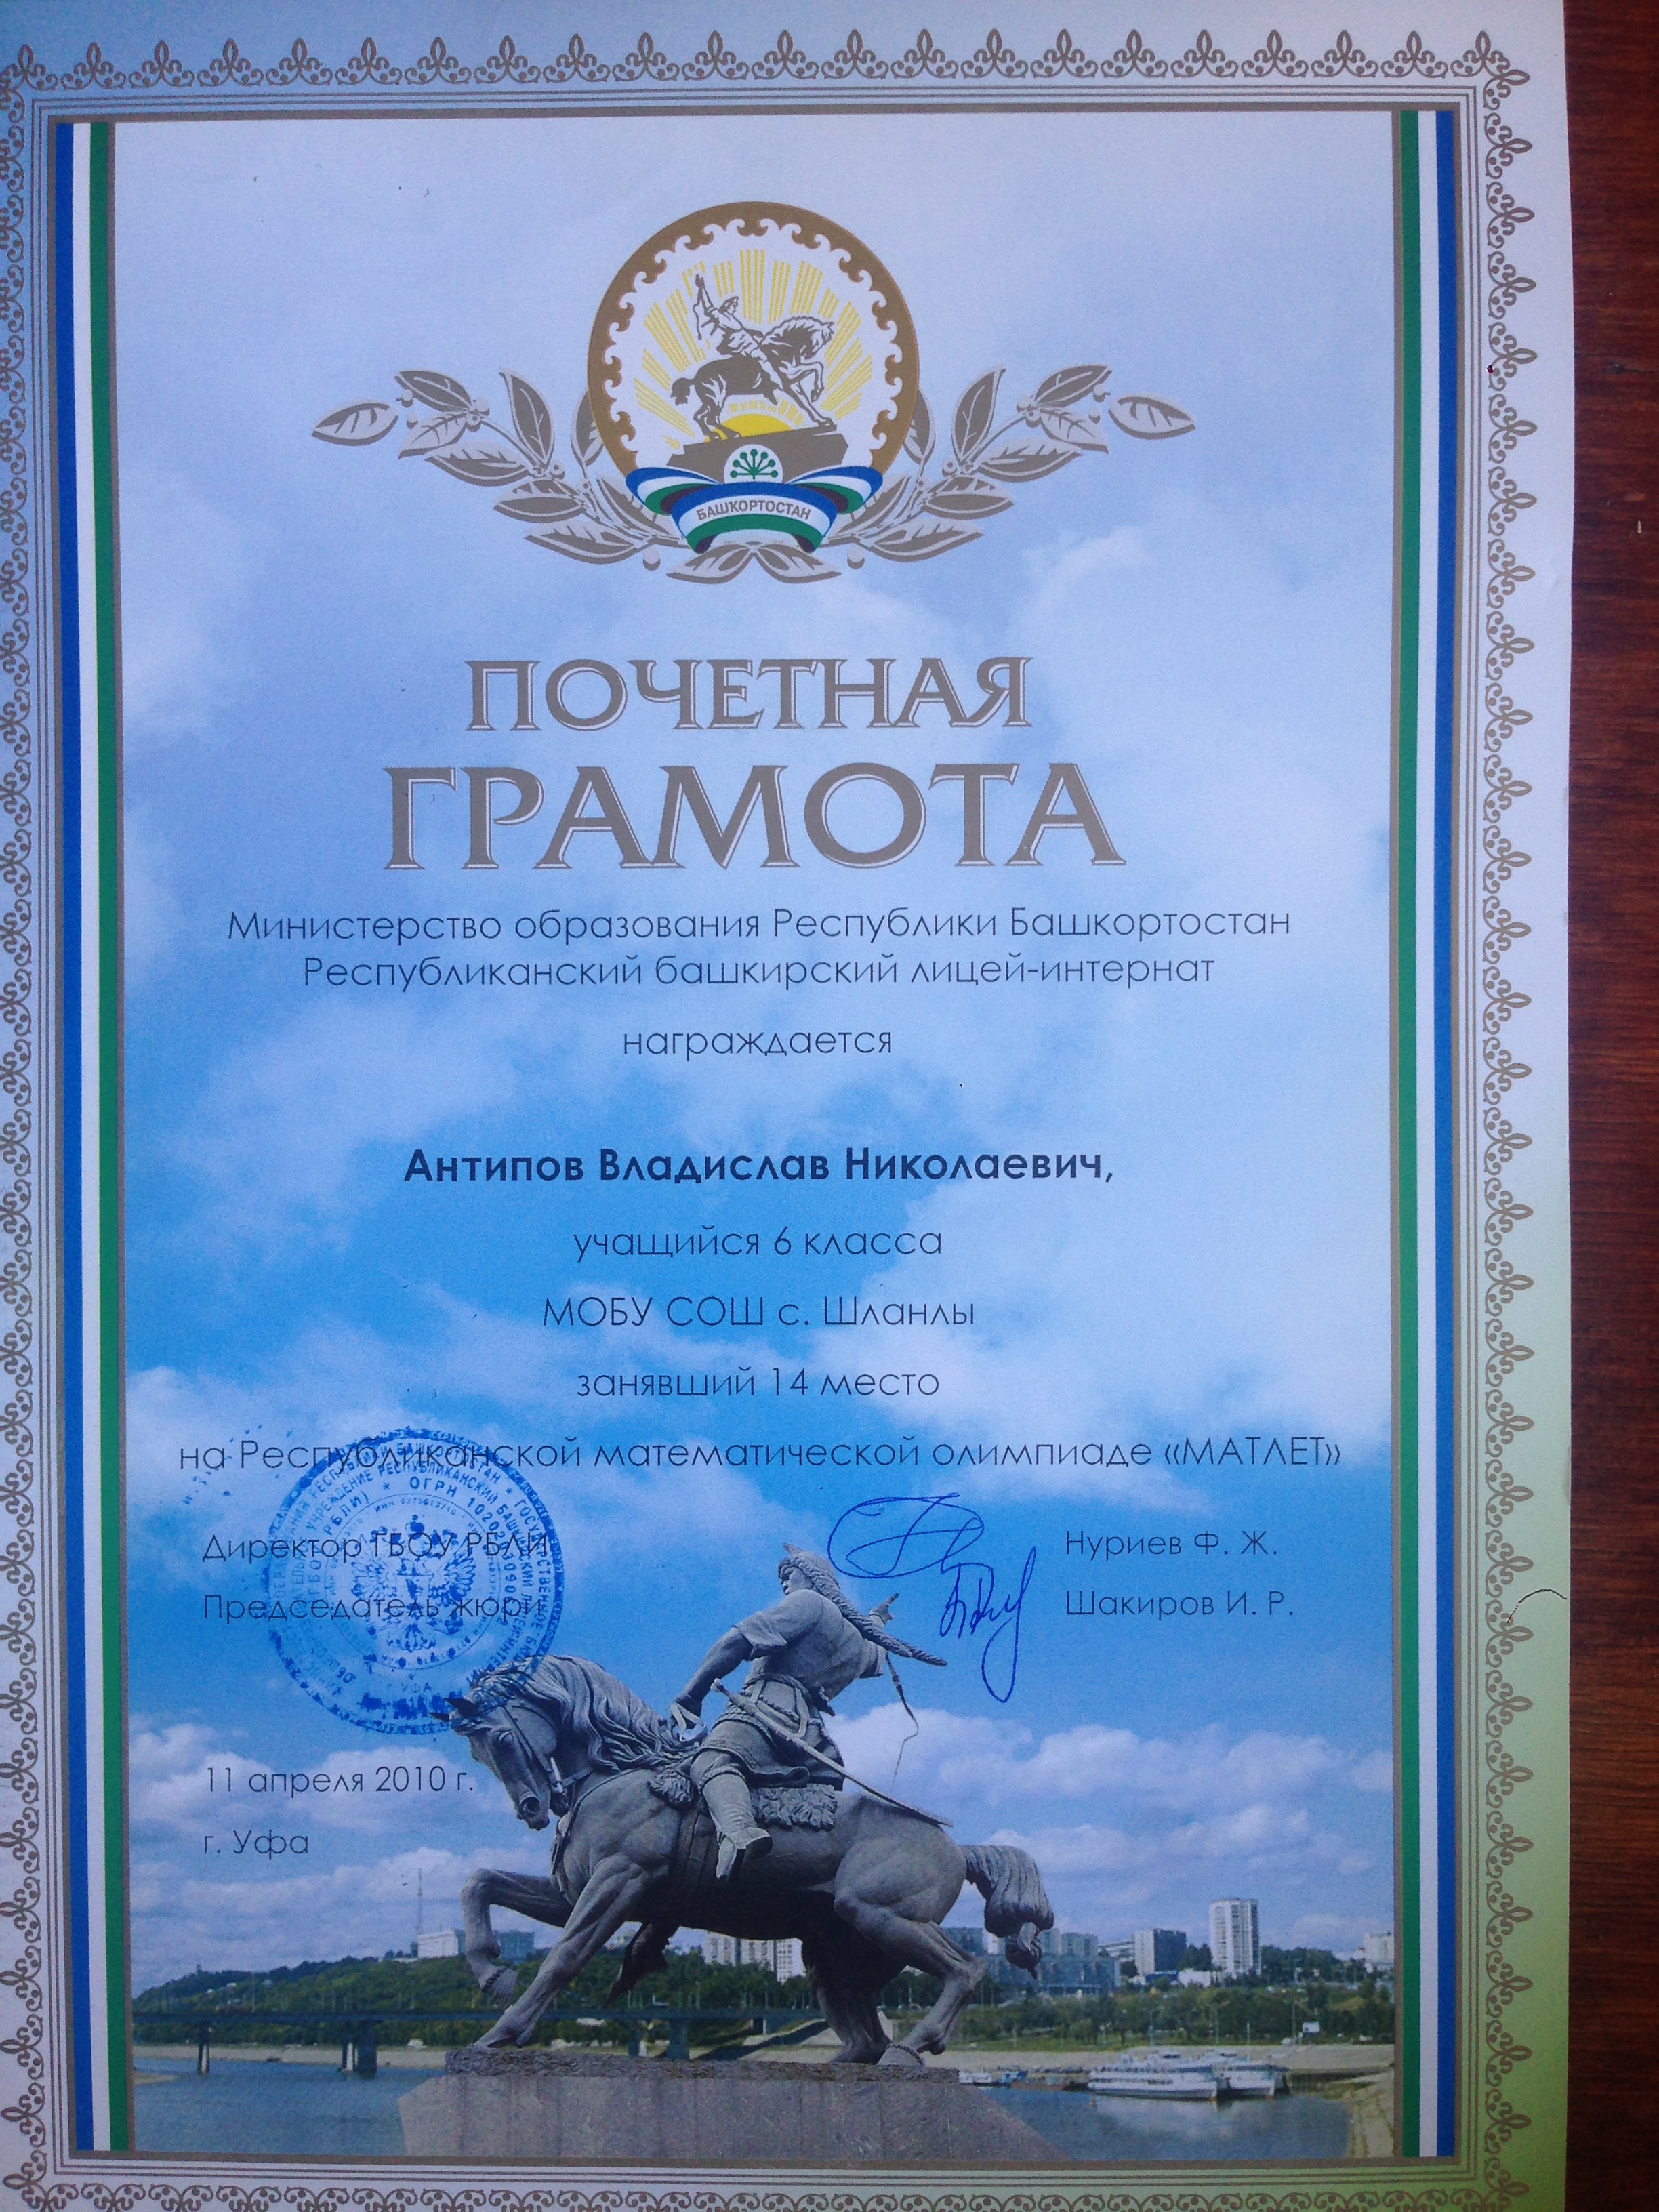 БАШҠОРТОСТАН
ПОЧЕТНАЯ
ГРАМОТА
Министерство образования Республики Башкортостан
Республиканский башкирский лицей-интернат
награждается
Антипов Владислав Николаевич,
учащийся 6 класса
МОБУ СОШ с. Шланлы
занявший 14 место
на Республиканской математической олимпиаде «МАТЛЕТ»
Директор ГБОУ РБЛИ Нуриев Ф. Ж.
Председатель жюри Шакиров И. Р.
11 апреля 2010 г.
г. Уфа